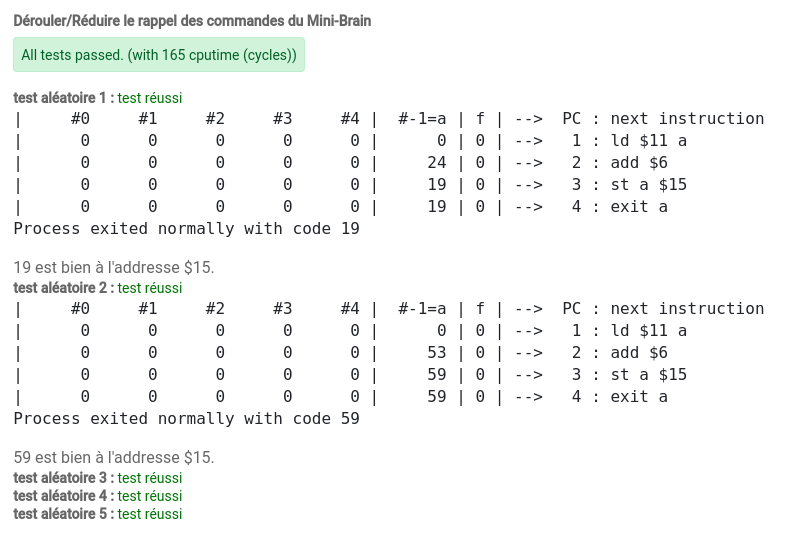 Dérouler/Réduire le rappel des commandes du Mini-Brain
All tests passed. (with 165 cputime (cycles))
test aléatoire 1 : test réussi
|     #0     #1     #2     #3     #4 |  #-1=a | f | -->  PC : next instruction
|      0      0      0      0      0 |      0 | 0 | -->   1 : ld $11 a
|      0      0      0      0      0 |     24 | 0 | -->   2 : add $6
|      0      0      0      0      0 |     19 | 0 | -->   3 : st a $15
|      0      0      0      0      0 |     19 | 0 | -->   4 : exit a
Process exited normally with code 19
19 est bien à l'addresse $15.
test aléatoire 2 : test réussi
|     #0     #1     #2     #3     #4 |  #-1=a | f | -->  PC : next instruction
|      0      0      0      0      0 |      0 | 0 | -->   1 : ld $11 a
|      0      0      0      0      0 |     53 | 0 | -->   2 : add $6
|      0      0      0      0      0 |     59 | 0 | -->   3 : st a $15
|      0      0      0      0      0 |     59 | 0 | -->   4 : exit a
Process exited normally with code 59
59 est bien à l'addresse $15.
test aléatoire 3 : test réussi
test aléatoire 4 : test réussi
test aléatoire 5 : test réussi